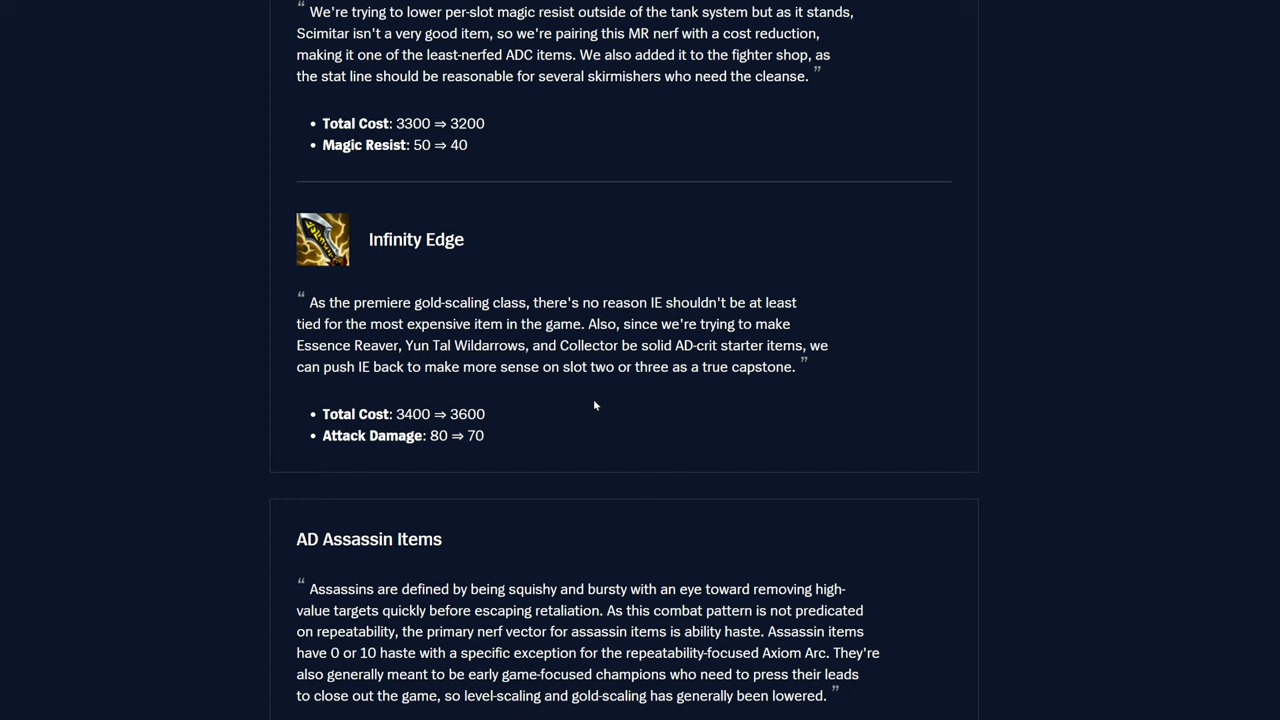 “ We're trying to lower per-slot magic resist outside of the tank system but as it stands,
Scimitar isn't a very good item, so we're pairing this MR nerf with a cost reduction,
making it one of the least-nerfed ADC items. We also added it to the fighter shop, as
the stat line should be reasonable for several skirmishers who need the cleanse. ”
• Total Cost: 3300 ⇒ 3200
• Magic Resist: 50 ⇒ 40
Infinity Edge
“ As the premiere gold-scaling class, there's no reason IE shouldn't be at least
tied for the most expensive item in the game. Also, since we're trying to make
Essence Reaver, Yun Tal Wildarrows, and Collector be solid AD-crit starter items, we
can push IE back to make more sense on slot two or three as a true capstone. ”
• Total Cost: 3400 ⇒ 3600
• Attack Damage: 80 ⇒ 70
AD Assassin Items
“ Assassins are defined by being squishy and bursty with an eye toward removing high-
value targets quickly before escaping retaliation. As this combat pattern is not predicated
on repeatability, the primary nerf vector for assassin items is ability haste. Assassin items
have 0 or 10 haste with a specific exception for the repeatability-focused Axiom Arc. They're
also generally meant to be early game-focused champions who need to press their leads
to close out the game, so level-scaling and gold-scaling has generally been lowered. ”